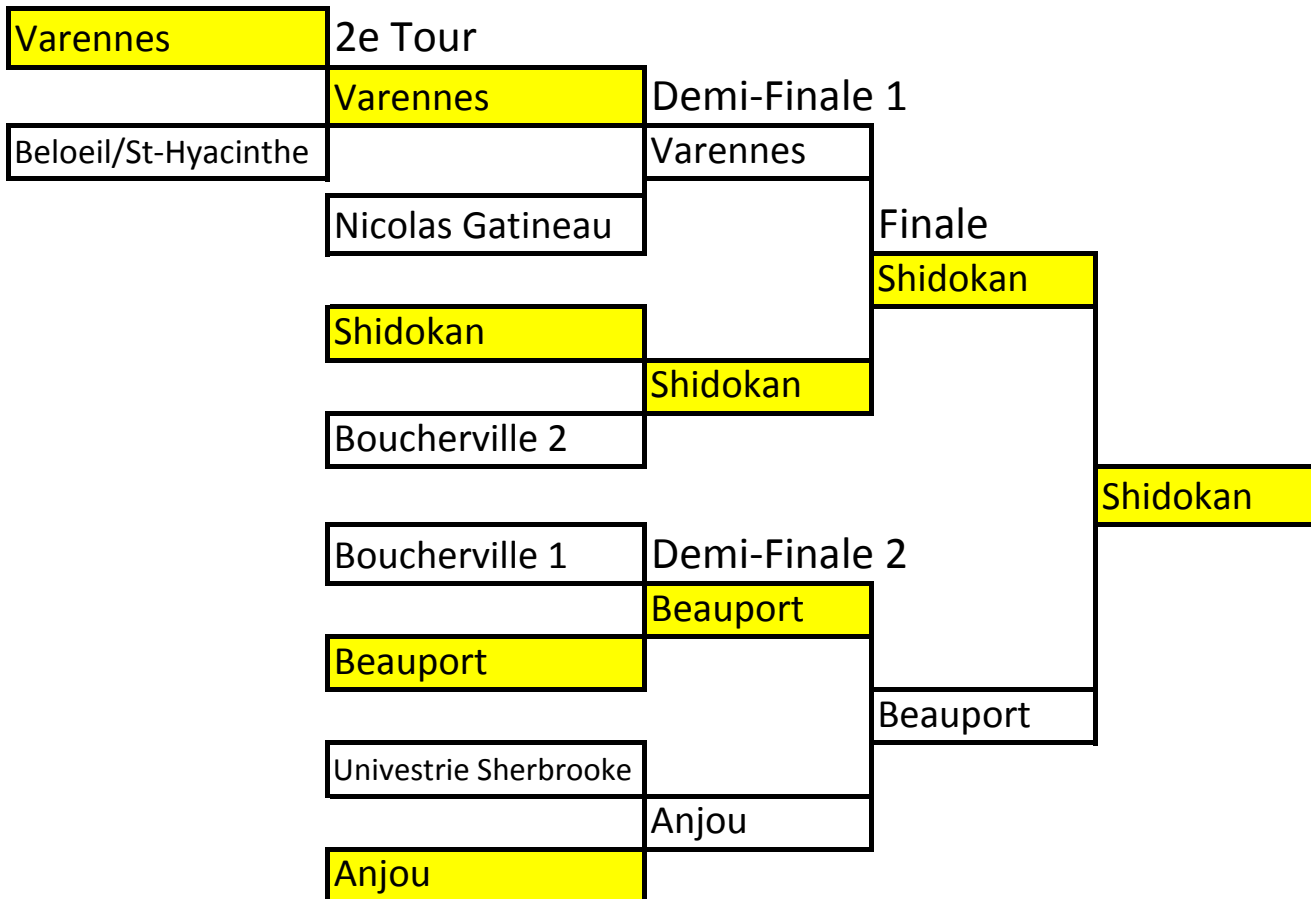 Varennes
2e Tour
Varennes
Demi-Finale 1
Beloeil/St-Hyacinthe
Varennes
Nicolas Gatineau
Finale
Shidokan
Shidokan
Shidokan
Boucherville 2
Shidokan
Boucherville 1
Demi-Finale 2
Beauport
Beauport
Beauport
Univestrie Sherbrooke
Anjou
Anjou